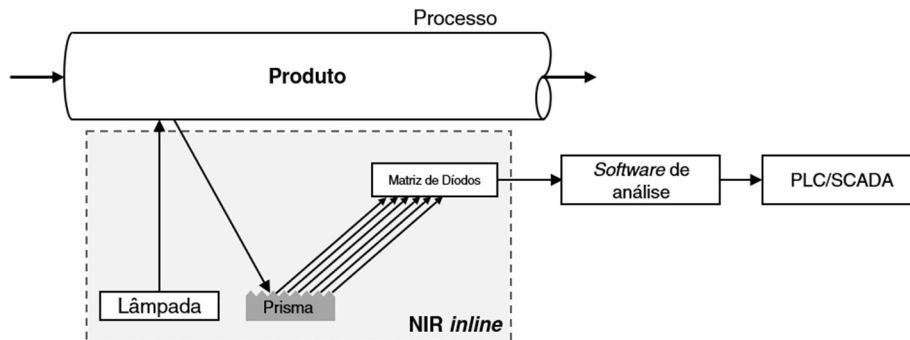 Processo
Produto
Matriz de Díodos
Software de
análise
PLC/SCADA
Lâmpada
Prisma
NIR inline